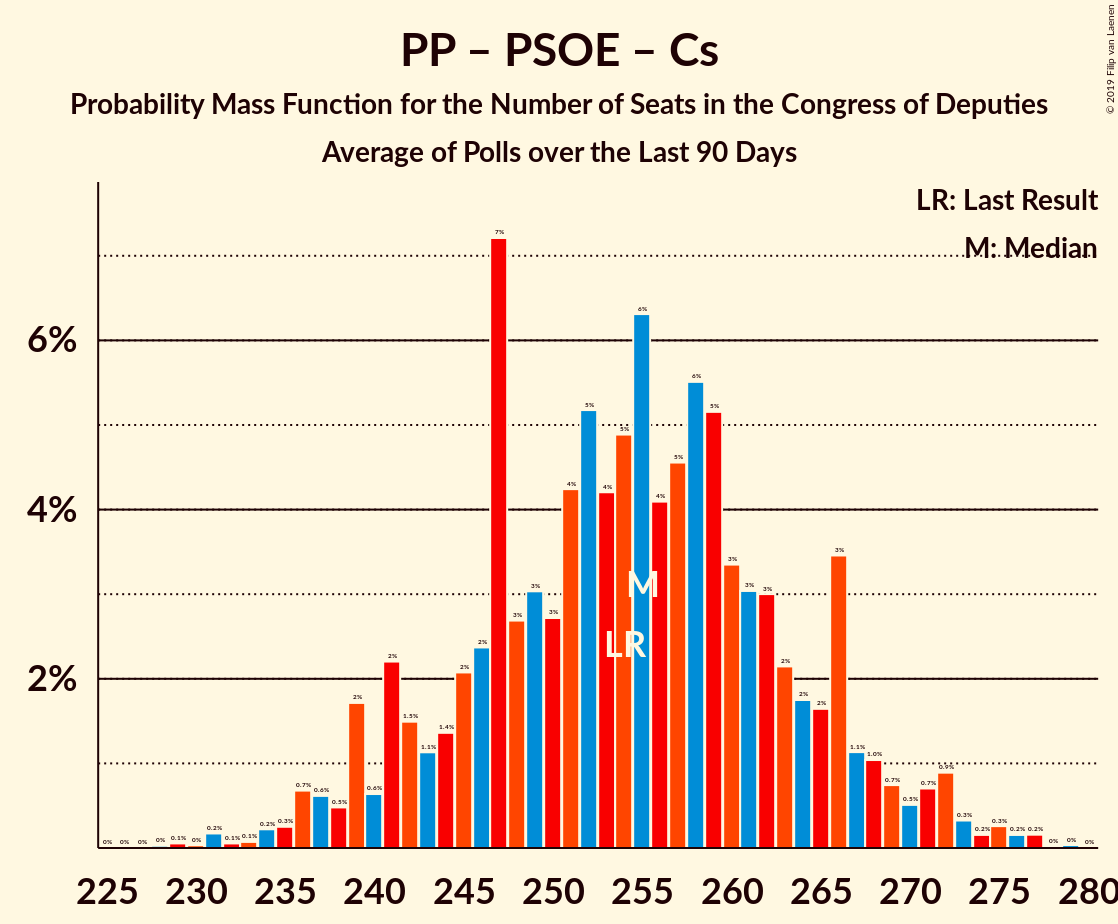 PP – PSOE – Cs
Probability Mass Function for the Number of Seats in the Congress of Deputies
Average of Polls over the Last 90 Days
© 2019 Filip van Laenen
LR: Last Result
M: Median
6%
4%
2%
0% 0% 0% 0% 0.1% 0% 0.2% 0.1% 0.1% 0.2% 0.3% 0.7% 0.6% 0.5% 2% 0.6% 2% 1.5% 1.1% 1.4% 2% 2% 7% 3% 3% 3% 4% 5% 4% 5% 6% 4% 5% 6% 5% 3% 3% 3% 2% 2% 2% 3% 1.1% 1.0% 0.7% 0.5% 0.7% 0.9% 0.3% 0.2% 0.3% 0.2% 0.2% 0% 0% 0%
M
LR
225 230 235 240 245 250 255 260 265 270 275 280